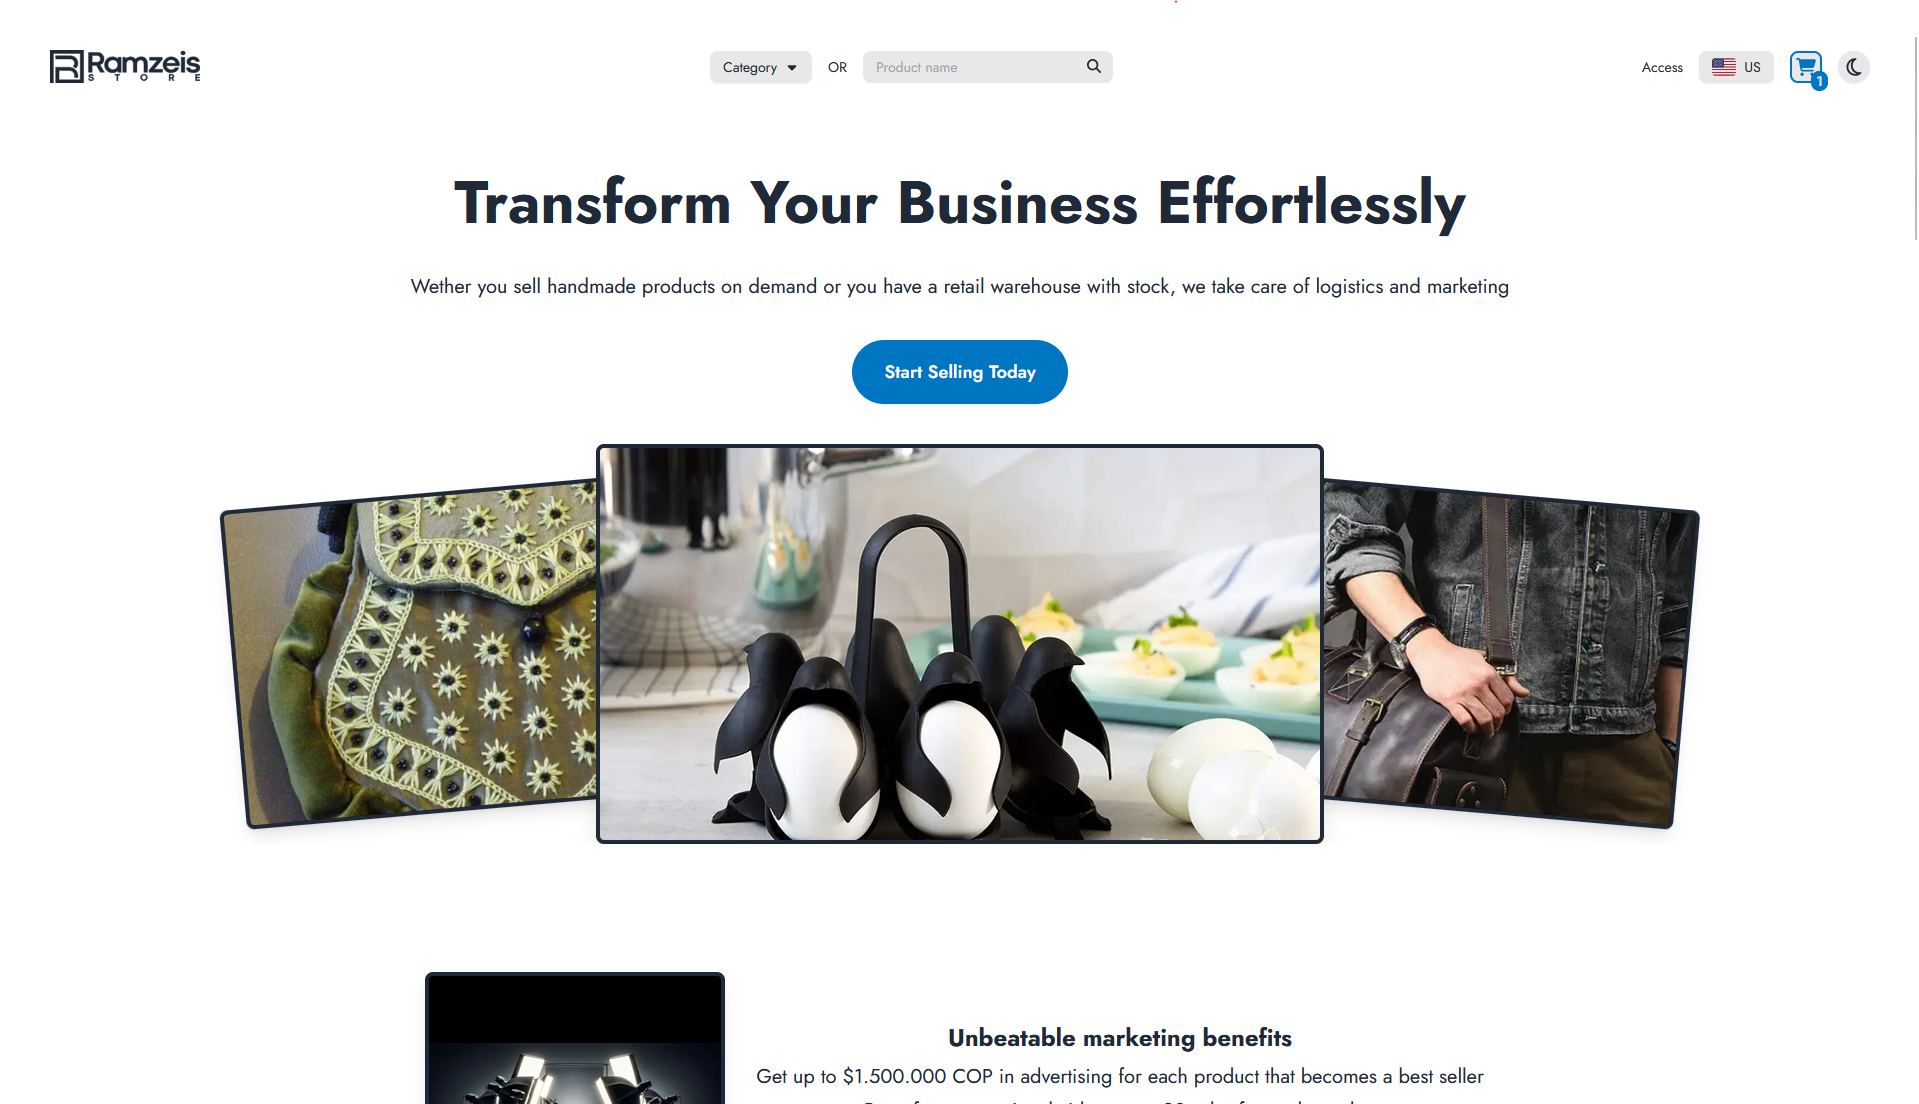 Ramzeis
STORE
Category
OR
Product name
Access
US
1
Transform Your Business Effortlessly
Wether you sell handmade products on demand or you have a retail warehouse with stock, we take care of logistics and marketing
Start Selling Today
Unbeatable marketing benefits
Get up to $1.500.000 COP in advertising for each product that becomes a best seller